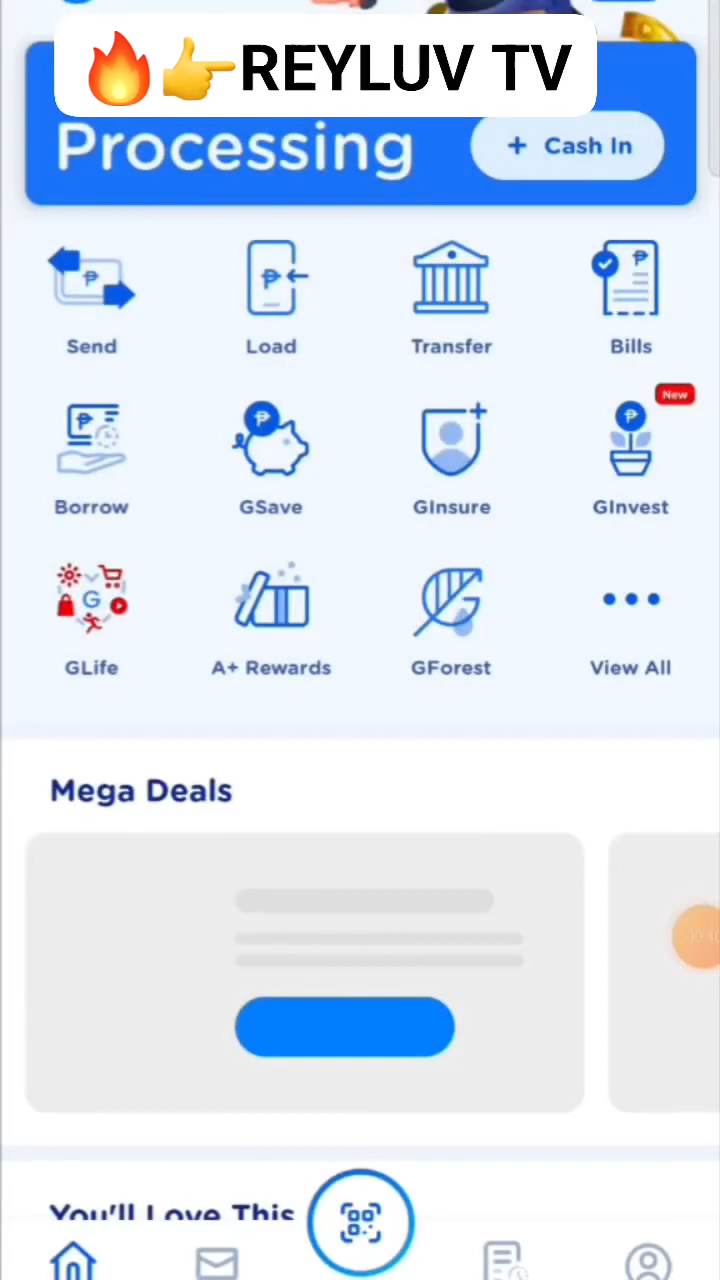 🔥👉REYLUV TV
Processing
+ Cash In
Send
Load
Transfer
Bills
New
Borrow
GSave
GInsure
GInvest
GLife
A+ Rewards
GForest
View All
Mega Deals
You'll Love This